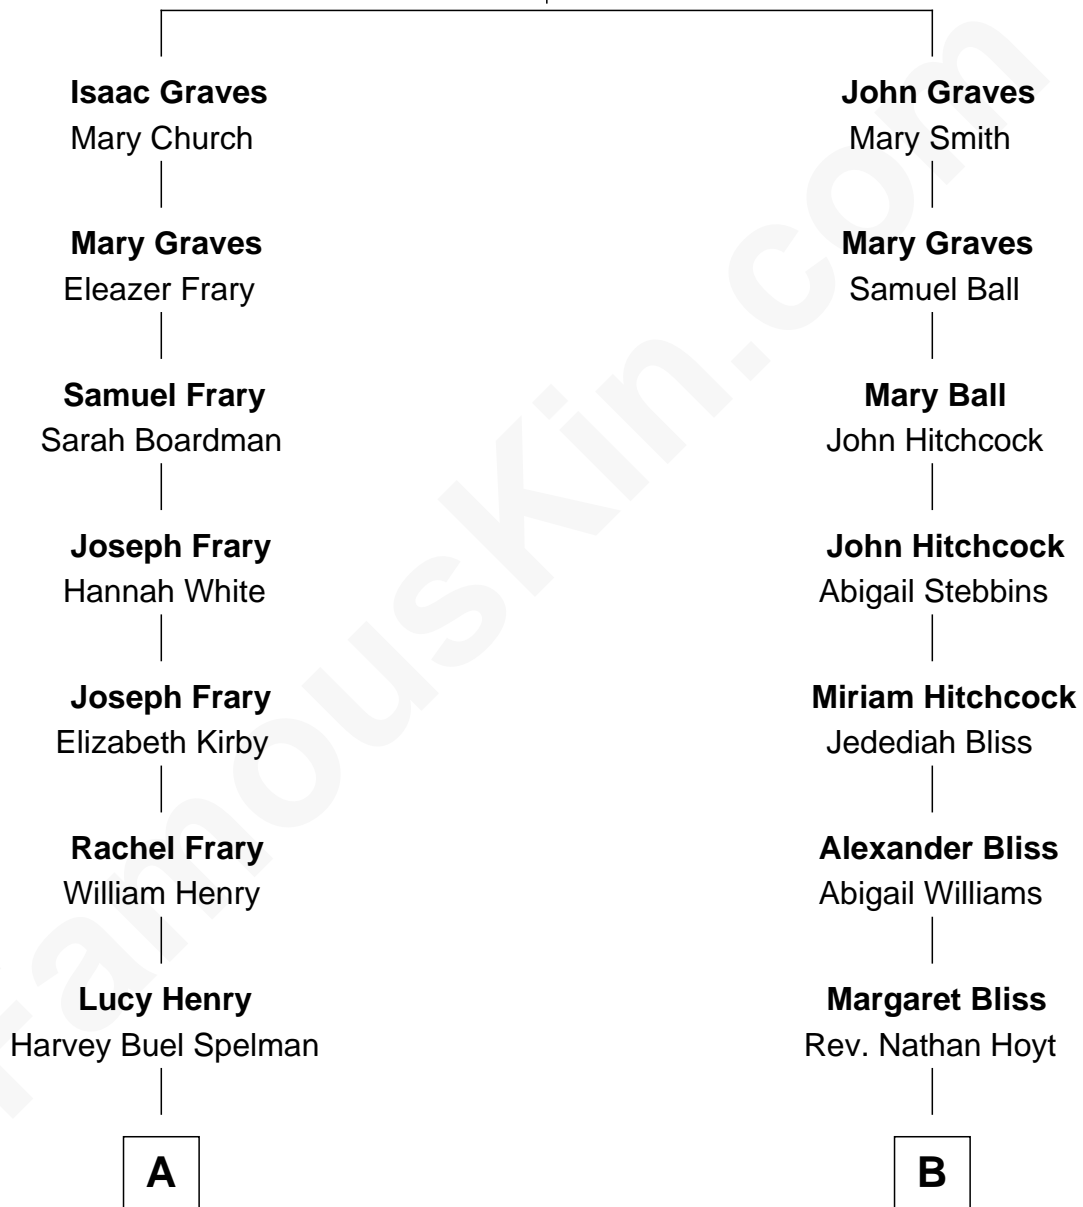 Isaac Graves
Mary Church
John Graves
Mary Smith
Mary Graves
Eleazer Frary
Mary Graves
Samuel Ball
Samuel Frary
Sarah Boardman
Mary Ball
John Hitchcock
Joseph Frary
Hannah White
John Hitchcock
Abigail Stebbins
Joseph Frary
Elizabeth Kirby
Miriam Hitchcock
Jedediah Bliss
Rachel Frary
William Henry
Alexander Bliss
Abigail Williams
Lucy Henry
Harvey Buel Spelman
Margaret Bliss
Rev. Nathan Hoyt
A
B
FamousKin.com